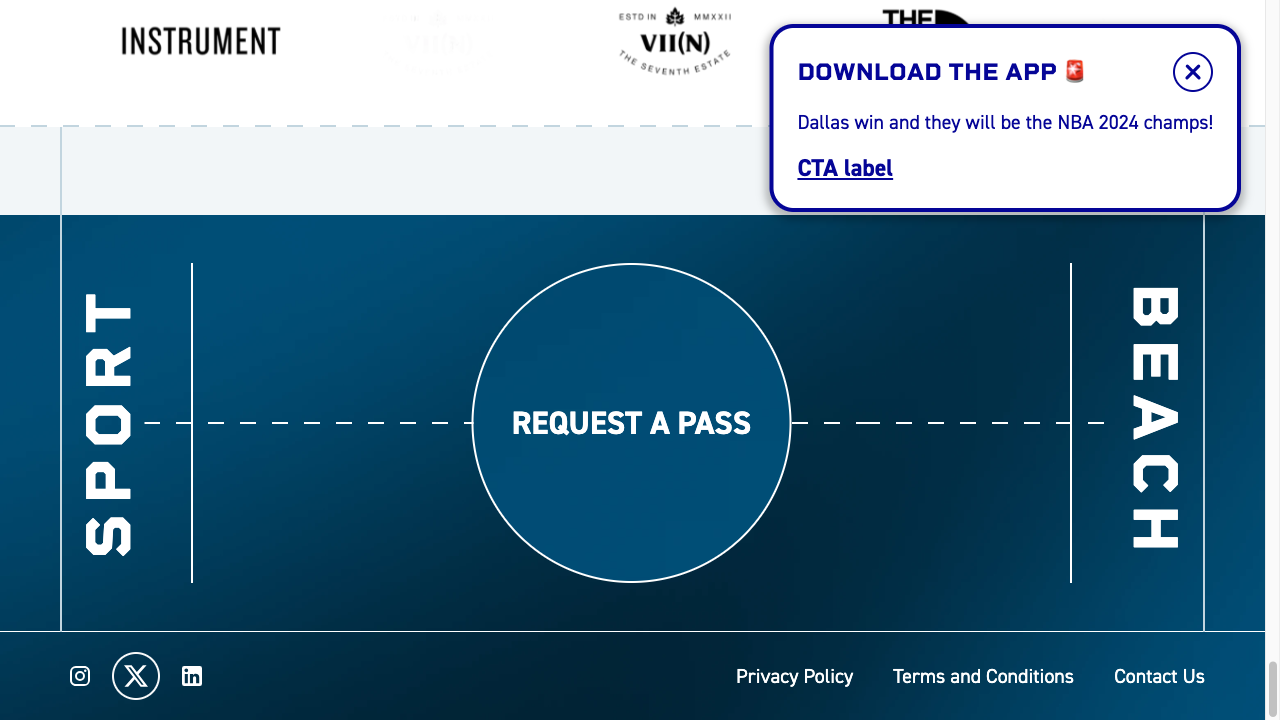 INSTRUMENT
ESTD IN MMXXII
VII(N)
THE SEVENTH ESTATE
THE
DOWNLOAD THE APP 🚨
Dallas win and they will be the NBA 2024 champs!
CTA label
SPORT
REQUEST A PASS
BEACH
Privacy Policy
Terms and Conditions
Contact Us